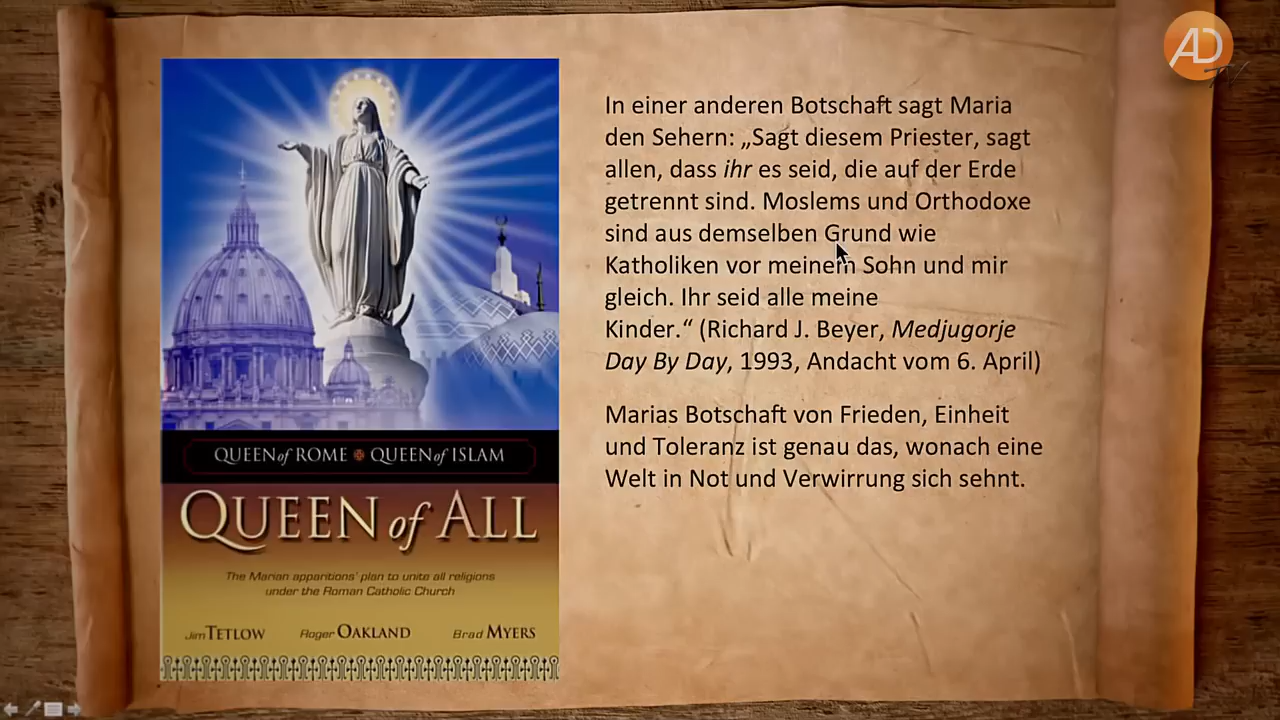 AD
TV
In einer anderen Botschaft sagt Maria
den Sehern: „Sagt diesem Priester, sagt
allen, dass ihr es seid, die auf der Erde
getrennt sind. Moslems und Orthodoxe
sind aus demselben Grund wie
Katholiken vor meinem Sohn und mir
gleich. Ihr seid alle meine
Kinder.“ (Richard J. Beyer, Medjugorje
Day By Day, 1993, Andacht vom 6. April)
Marias Botschaft von Frieden, Einheit
und Toleranz ist genau das, wonach eine
Welt in Not und Verwirrung sich sehnt.
QUEEN of ROME QUEEN of ISLAM
QUEEN of ALL
The Marian apparitions' plan to unite all religions
under the Roman Catholic Church
Jim TETLOW Roger OAKLAND Brad MYERS